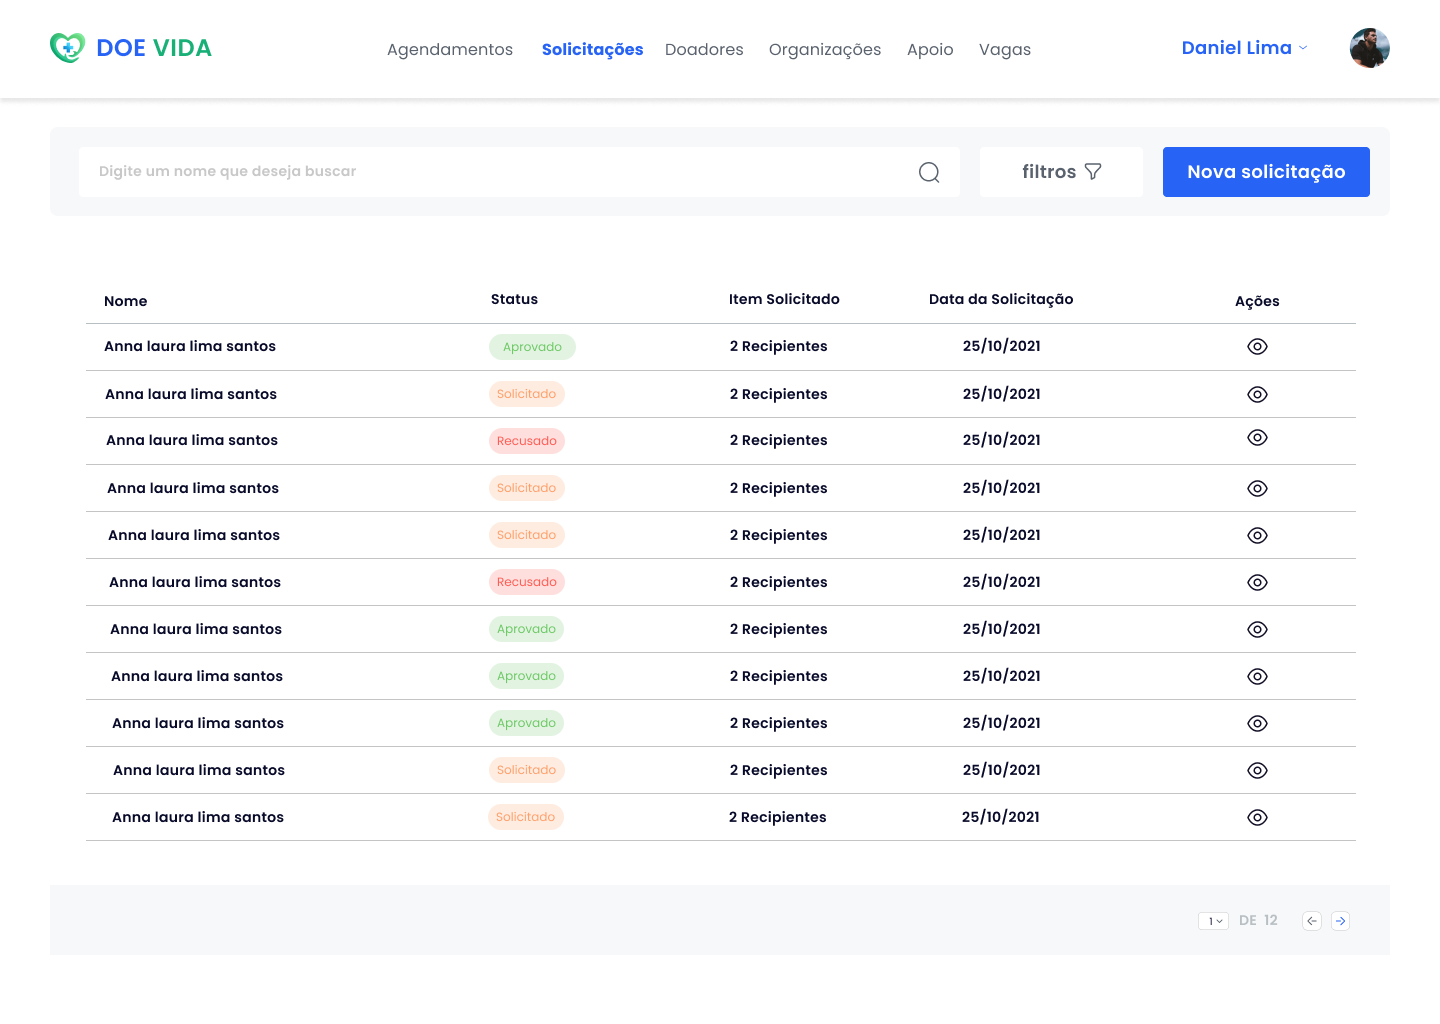 DOE VIDA
Agendamentos Solicitações Doadores Organizações Apoio Vagas
Daniel Lima
Digite um nome que deseja buscar
filtros
Nova solicitação
Nome Status Item Solicitado Data da Solicitação Ações
Anna laura lima santos Aprovado 2 Recipientes 25/10/2021
Anna laura lima santos Solicitado 2 Recipientes 25/10/2021
Anna laura lima santos Recusado 2 Recipientes 25/10/2021
Anna laura lima santos Solicitado 2 Recipientes 25/10/2021
Anna laura lima santos Solicitado 2 Recipientes 25/10/2021
Anna laura lima santos Recusado 2 Recipientes 25/10/2021
Anna laura lima santos Aprovado 2 Recipientes 25/10/2021
Anna laura lima santos Aprovado 2 Recipientes 25/10/2021
Anna laura lima santos Aprovado 2 Recipientes 25/10/2021
Anna laura lima santos Solicitado 2 Recipientes 25/10/2021
Anna laura lima santos Solicitado 2 Recipientes 25/10/2021
1 DE 12